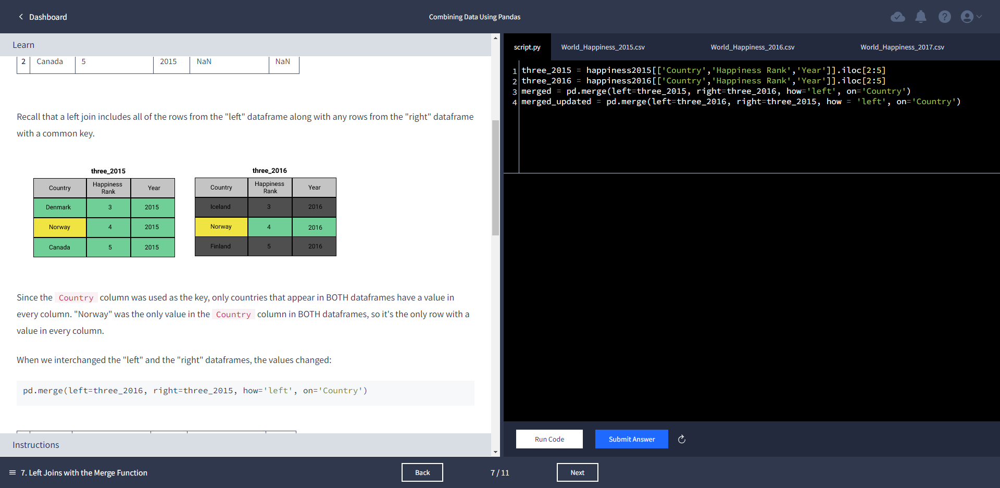 Dashboard
Combining Data Using Pandas
Learn
2 Canada 5 2015 NaN NaN
Recall that a left join includes all of the rows from the "left" dataframe along with any rows from the "right" dataframe
with a common key.
three_2015
Country Happiness Rank Year
Denmark 3 2015
Norway 4 2015
Canada 5 2015
three_2016
Country Happiness Rank Year
Iceland 3 2016
Norway 4 2016
Finland 5 2016
Since the Country column was used as the key, only countries that appear in BOTH dataframes have a value in
every column. "Norway" was the only value in the Country column in BOTH dataframes, so it's the only row with a
value in every column.
When we interchanged the "left" and the "right" dataframes, the values changed:
pd.merge(left=three_2016, right=three_2015, how='left', on='Country')
Instructions
script.py World_Happiness_2015.csv World_Happiness_2016.csv World_Happiness_2017.csv
1 three_2015 = happiness2015[['Country','Happiness Rank','Year']].iloc[2:5]
2 three_2016 = happiness2016[['Country','Happiness Rank','Year']].iloc[2:5]
3 merged = pd.merge(left=three_2015, right=three_2016, how='left', on='Country')
4 merged_updated = pd.merge(left=three_2016, right=three_2015, how = 'left', on='Country')
Run Code Submit Answer
7. Left Joins with the Merge Function
Back 7 / 11 Next